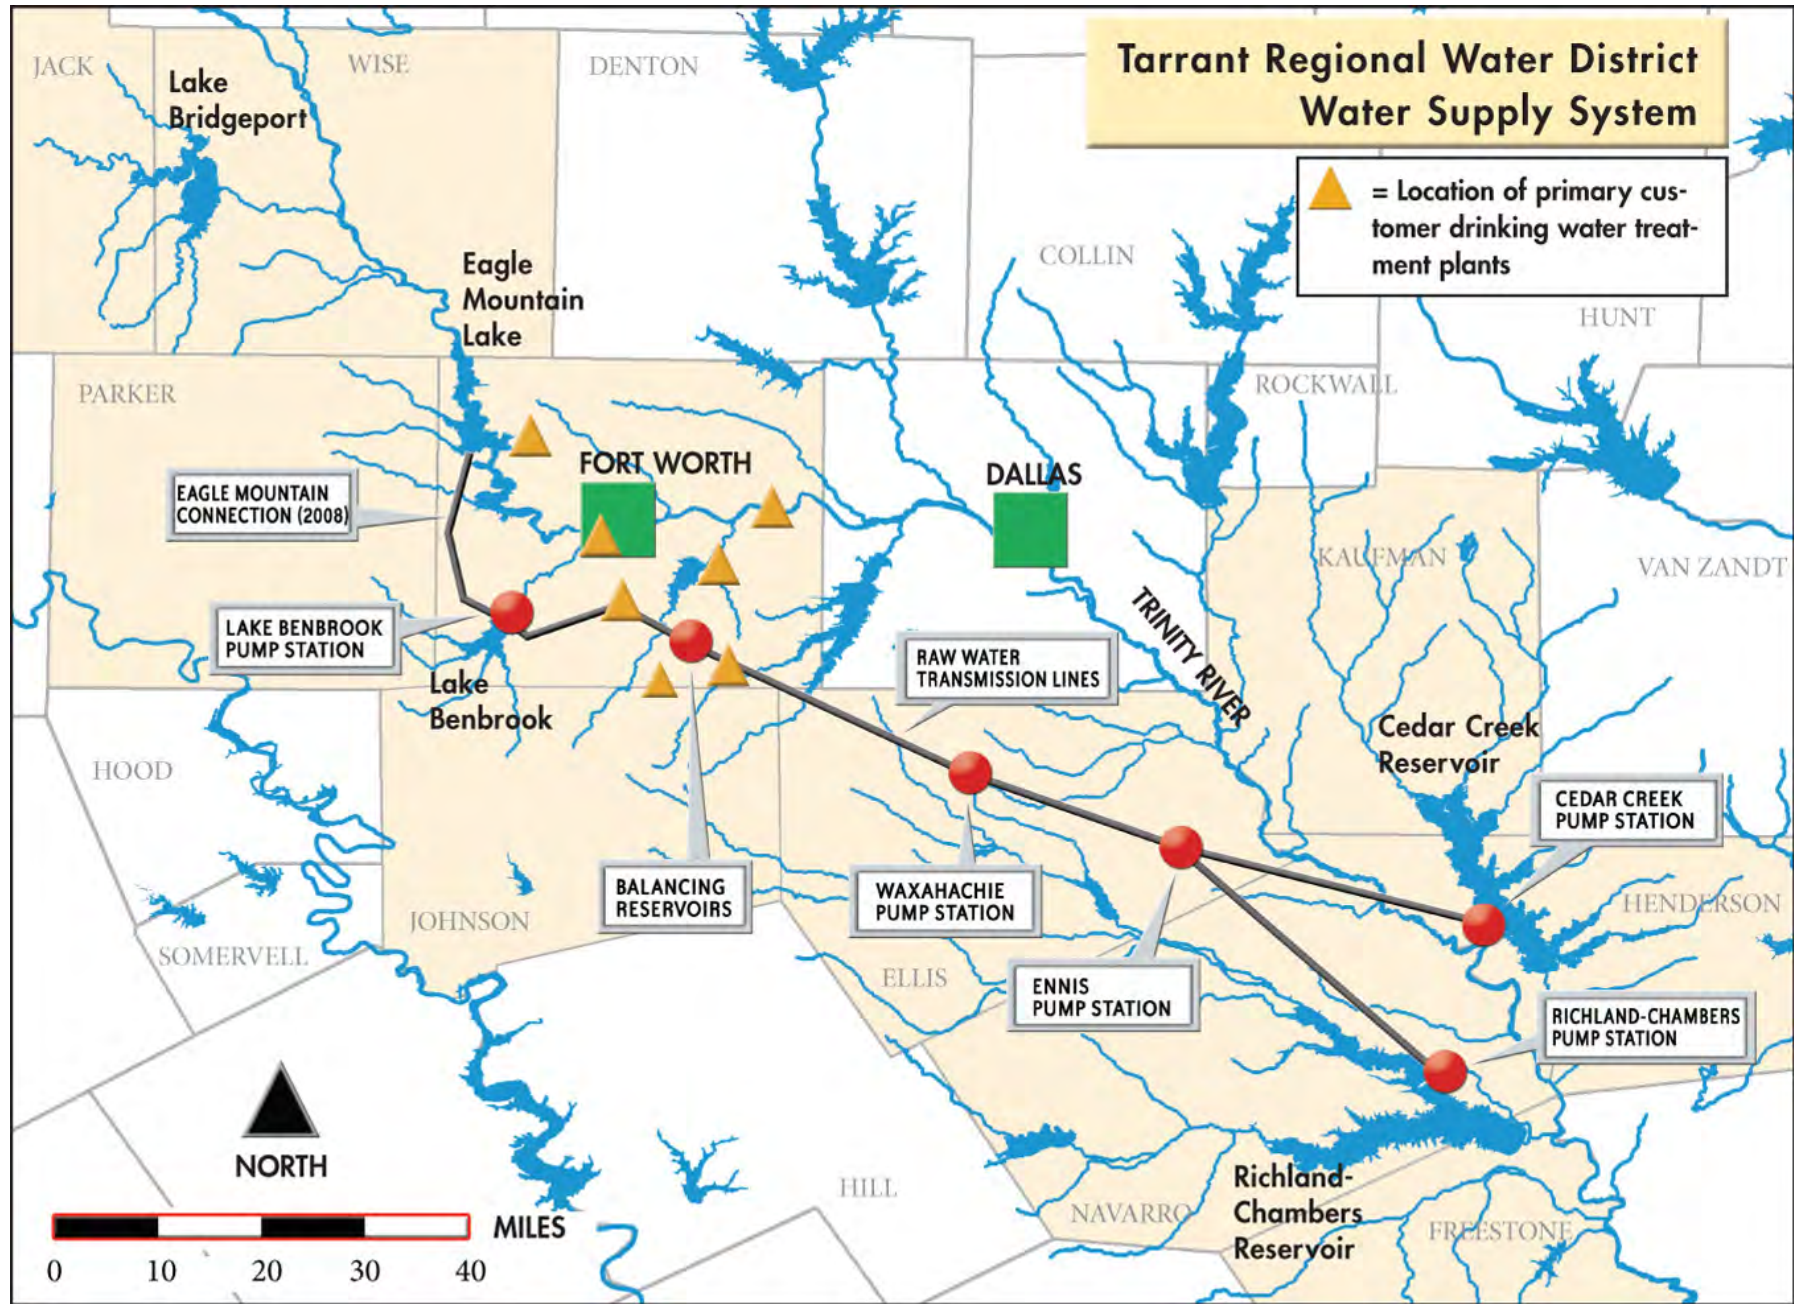 Tarrant Regional Water District
Water Supply System
= Location of primary cus-
tomer drinking water treat-
ment plants
JACK
WISE
DENTON
Lake
Bridgeport
COLLIN
Eagle
Mountain
Lake
HUNT
PARKER
ROCKWALL
FORT WORTH
DALLAS
EAGLE MOUNTAIN
CONNECTION (2008)
KAUFMAN
VAN ZANDT
TRINITY RIVER
LAKE BENBROOK
PUMP STATION
RAW WATER
TRANSMISSION LINES
Lake
Benbrook
Cedar Creek
Reservoir
HOOD
CEDAR CREEK
PUMP STATION
BALANCING
RESERVOIRS
WAXAHACHIE
PUMP STATION
HENDERSON
JOHNSON
SOMERVELL
ELLIS
ENNIS
PUMP STATION
RICHLAND-CHAMBERS
PUMP STATION
NORTH
HILL
Richland-
Chambers
Reservoir
NAVARRO
FREESTONE
MILES
0 10 20 30 40